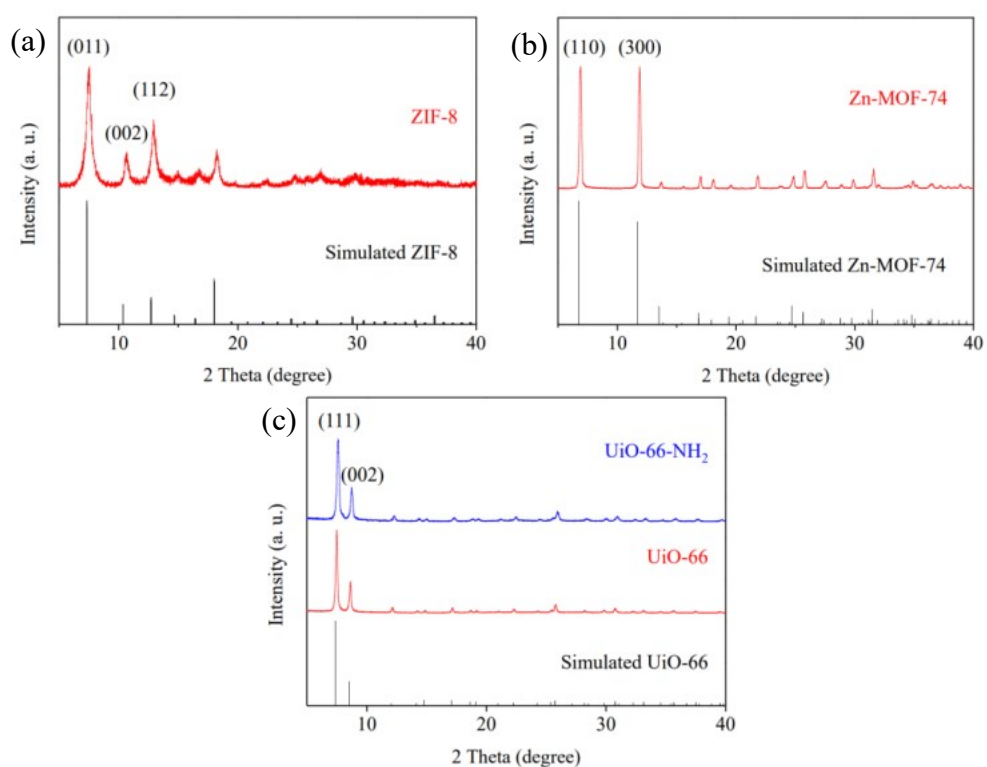 (a)
(011)
(002)
(112)
ZIF-8
Simulated ZIF-8
Intensity (a. u.)
10
20
30
40
2 Theta (degree)
(b)
(110)
(300)
Zn-MOF-74
Simulated Zn-MOF-74
Intensity (a. u.)
10
20
30
40
2 Theta (degree)
(c)
(111)
(002)
UiO-66-NH₂
UiO-66
Simulated UiO-66
Intensity (a. u.)
10
20
30
40
2 Theta (degree)